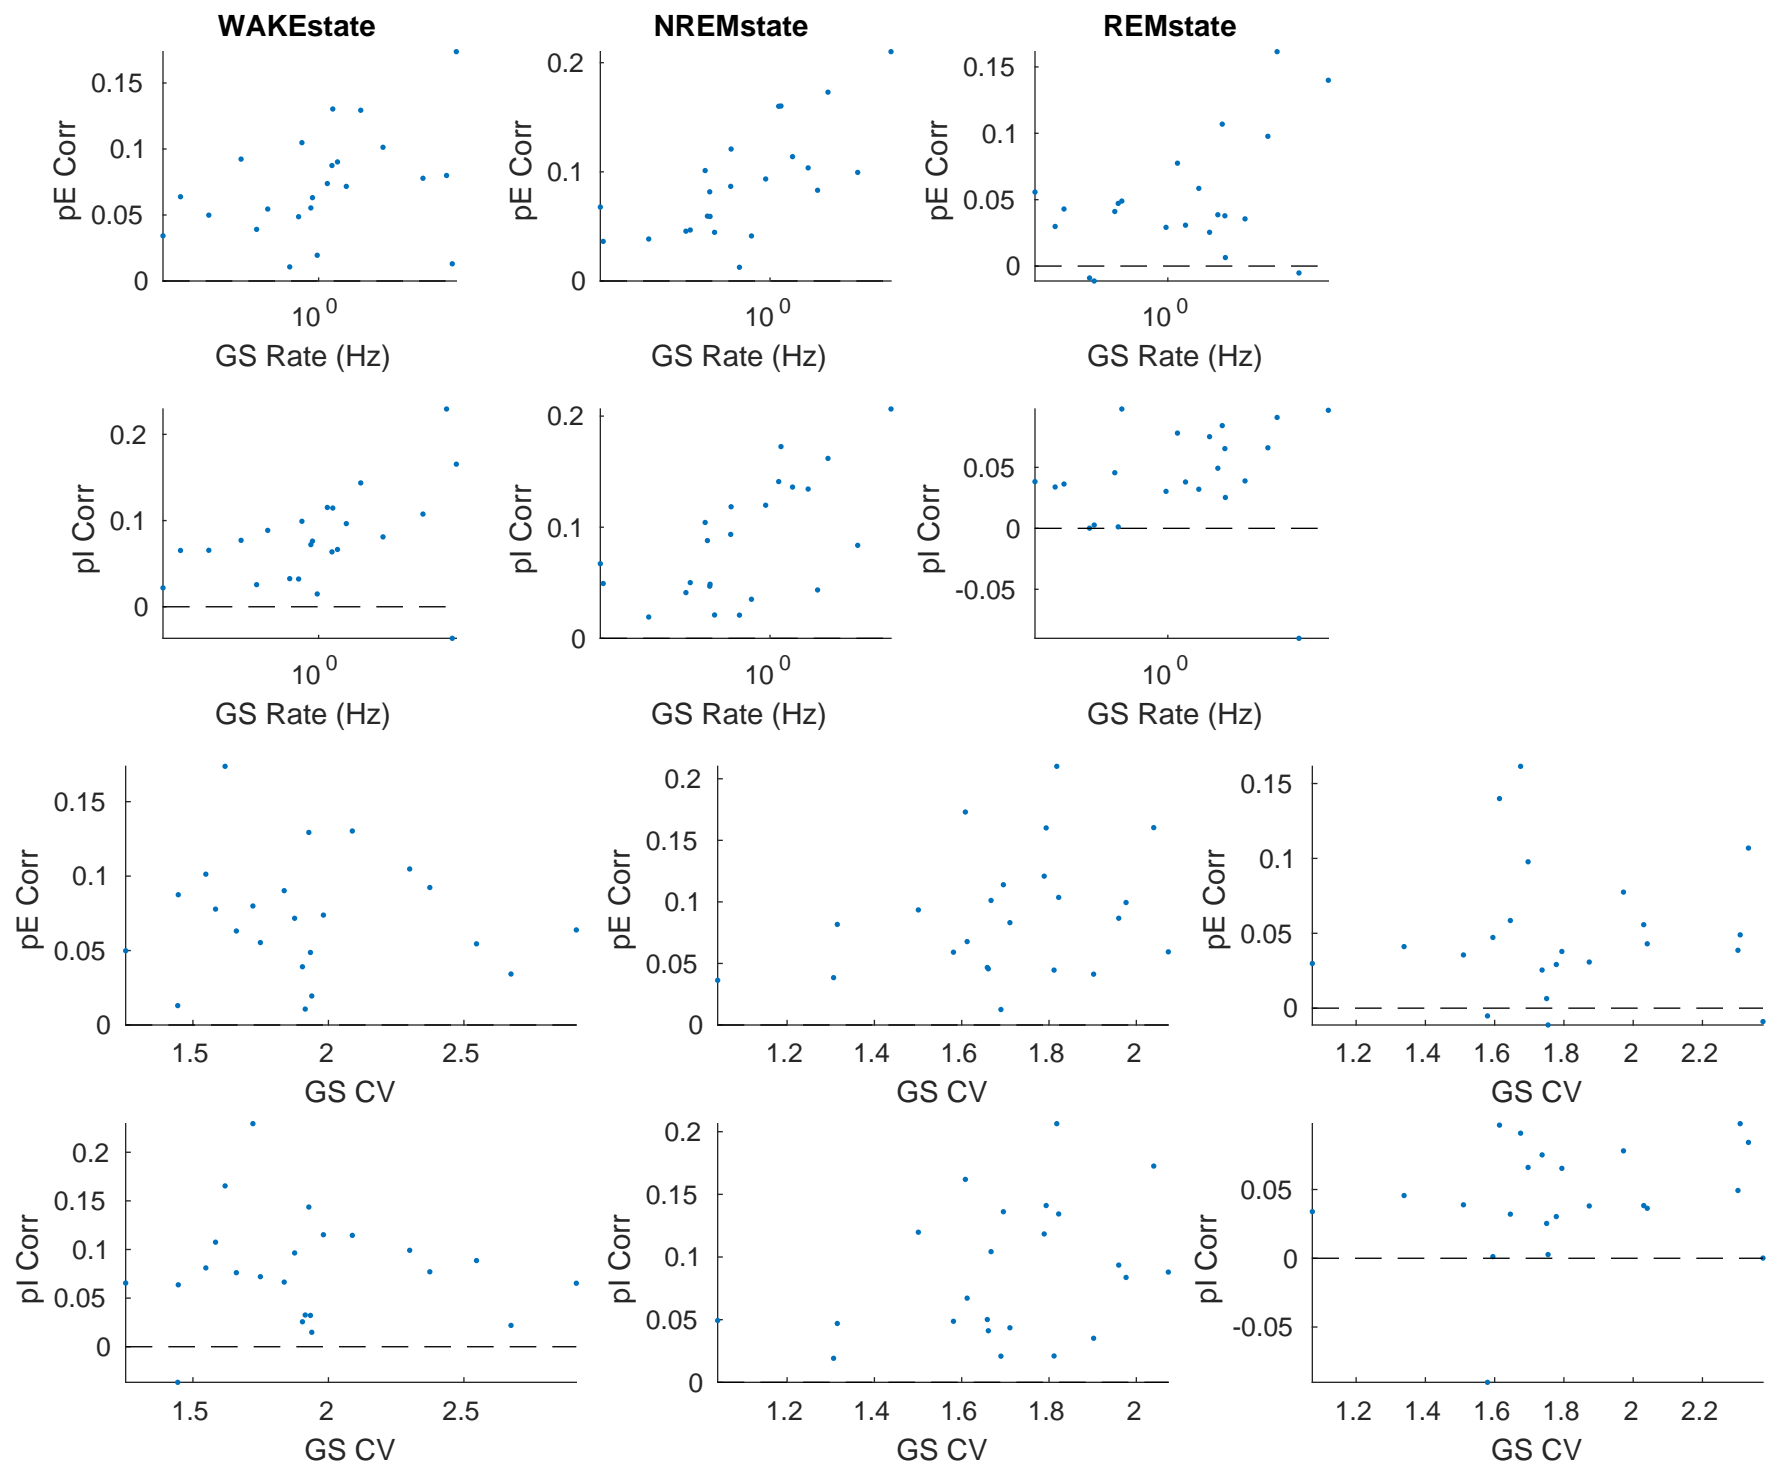 WAKEstate NREMstate REMstate
0.15 0.1 0.05 0 pE Corr 10^0 GS Rate (Hz)
0.2 0.1 0 pE Corr 10^0 GS Rate (Hz)
0.15 0.1 0.05 0 pE Corr 10^0 GS Rate (Hz)
0.2 0.1 0 pI Corr 10^0 GS Rate (Hz)
0.2 0.1 0 pI Corr 10^0 GS Rate (Hz)
0.05 0 -0.05 pI Corr 10^0 GS Rate (Hz)
0.15 0.1 0.05 0 pE Corr 1.5 2 2.5 GS CV
0.2 0.15 0.1 0.05 0 pE Corr 1.2 1.4 1.6 1.8 2 GS CV
0.15 0.1 0.05 0 pE Corr 1.2 1.4 1.6 1.8 2 2.2 GS CV
0.2 0.15 0.1 0.05 0 pI Corr 1.5 2 2.5 GS CV
0.2 0.15 0.1 0.05 0 pI Corr 1.2 1.4 1.6 1.8 2 GS CV
0.05 0 -0.05 pI Corr 1.2 1.4 1.6 1.8 2 2.2 GS CV